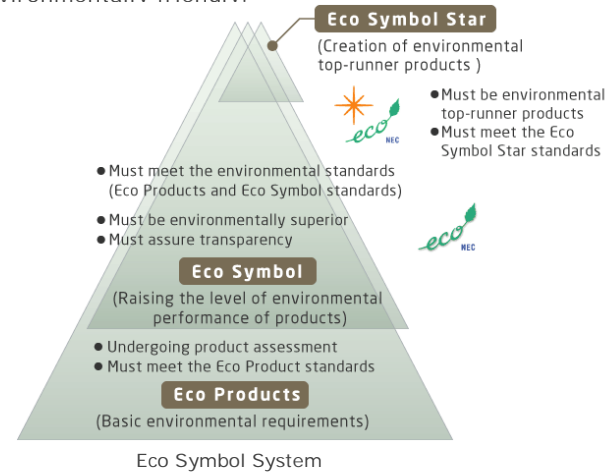 vironmentally friendly.
Eco Symbol Star
(Creation of environmental
top-runner products )
● Must be environmental
top-runner products
● Must meet the Eco
Symbol Star standards
eco
NEC
● Must meet the environmental standards
(Eco Products and Eco Symbol standards)
● Must be environmentally superior
● Must assure transparency
eco
NEC
Eco Symbol
(Raising the level of environmental
performance of products)
● Undergoing product assessment
● Must meet the Eco Product standards
Eco Products
(Basic environmental requirements)
Eco Symbol System